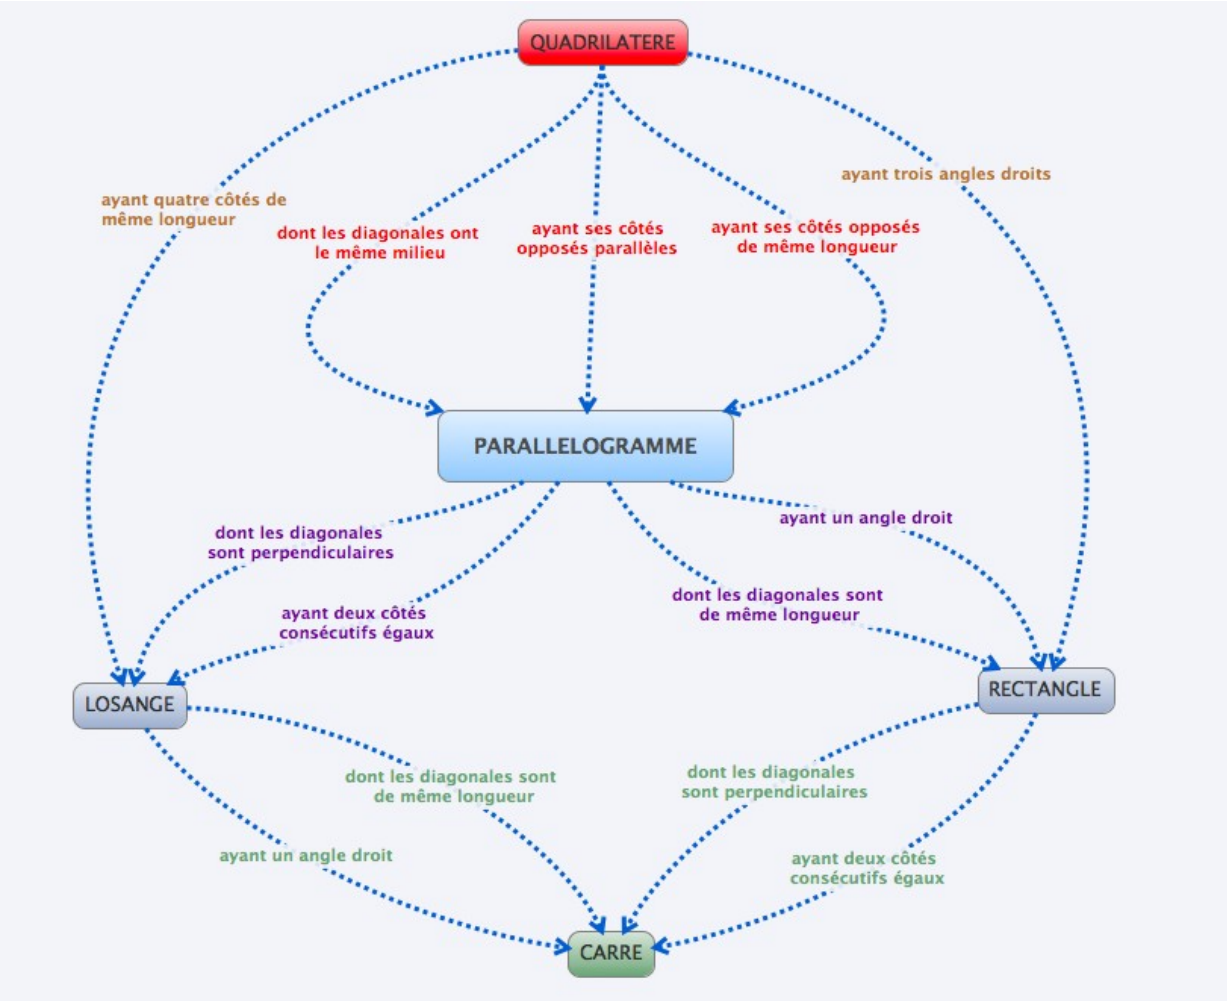 QUADRILATERE
ayant trois angles droits
ayant quatre côtés de
même longueur
dont les diagonales ont
le même milieu
ayant ses côtés
opposés parallèles
ayant ses côtés opposés
de même longueur
PARALLELOGRAMME
dont les diagonales
sont perpendiculaires
ayant un angle droit
ayant deux côtés
consécutifs égaux
dont les diagonales sont
de même longueur
LOSANGE
RECTANGLE
dont les diagonales sont
de même longueur
dont les diagonales
sont perpendiculaires
ayant un angle droit
ayant deux côtés
consécutifs égaux
CARRE